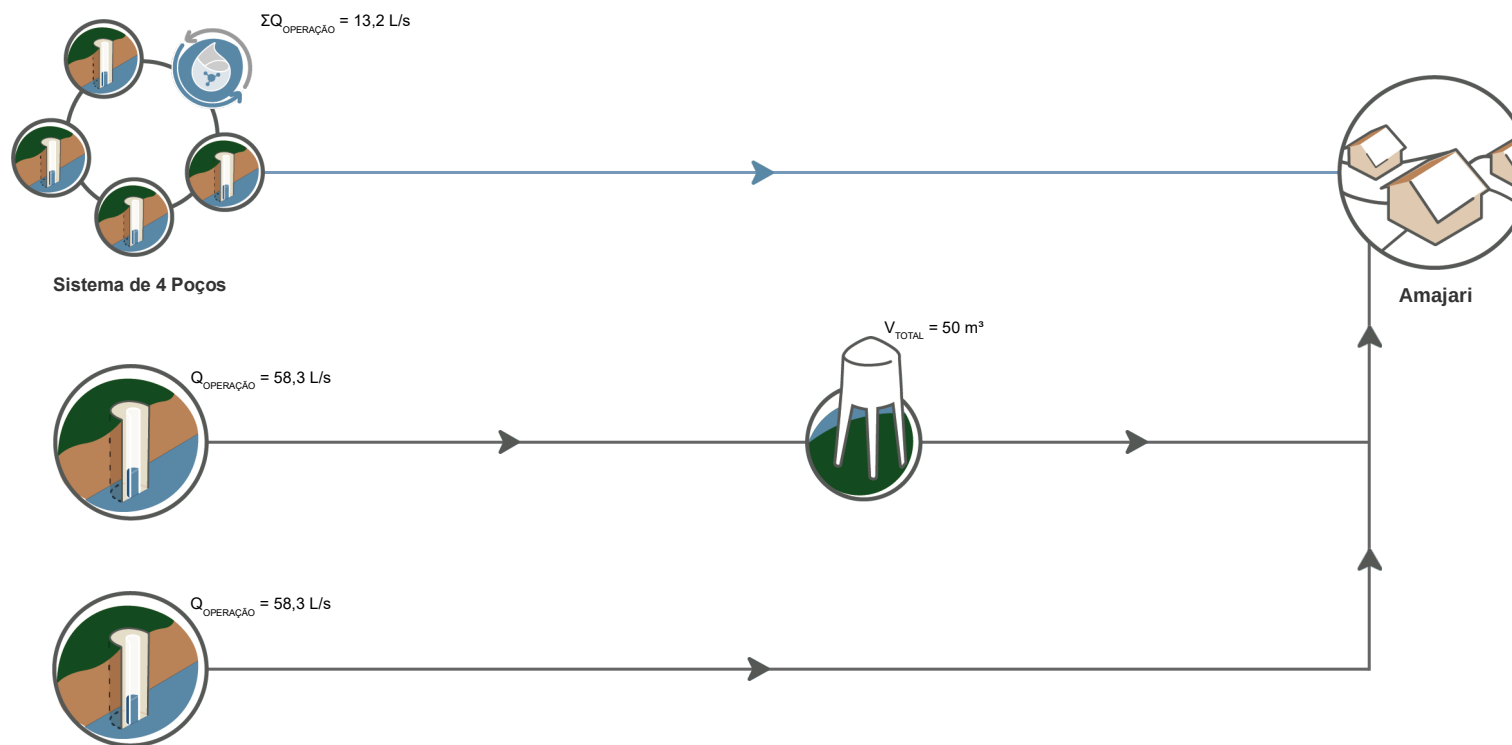 ΣQOPERAÇÃO = 13,2 L/s
Sistema de 4 Poços
Amajari
VTOTAL = 50 m³
QOPERAÇÃO = 58,3 L/s
QOPERAÇÃO = 58,3 L/s